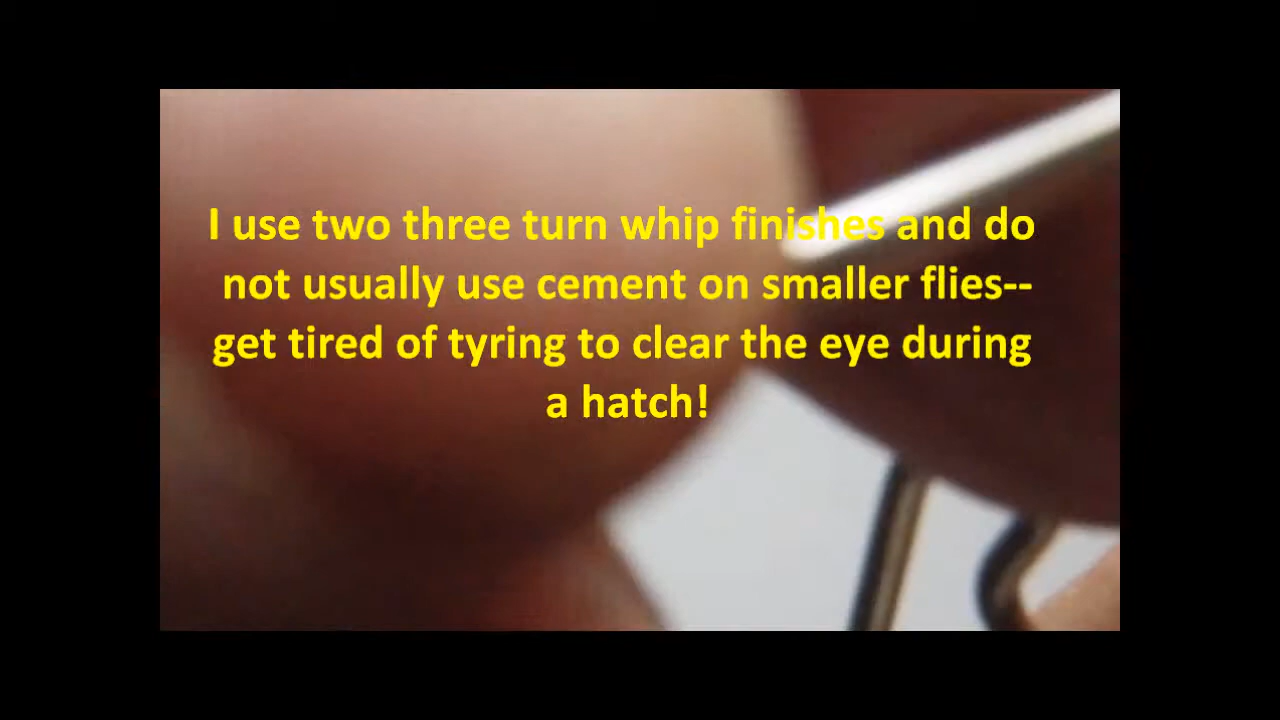 I use two three turn whip finishes and do
not usually use cement on smaller flies--
get tired of tyring to clear the eye during
a hatch!